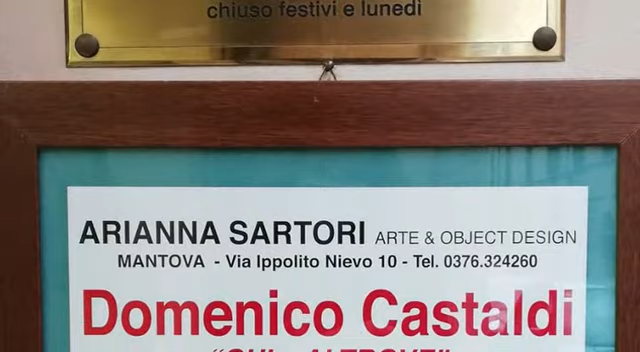 chiuso festivi e lunedì
ARIANNA SARTORI ARTE & OBJECT DESIGN
MANTOVA - Via Ippolito Nievo 10 - Tel. 0376.324260
Domenico Castaldi